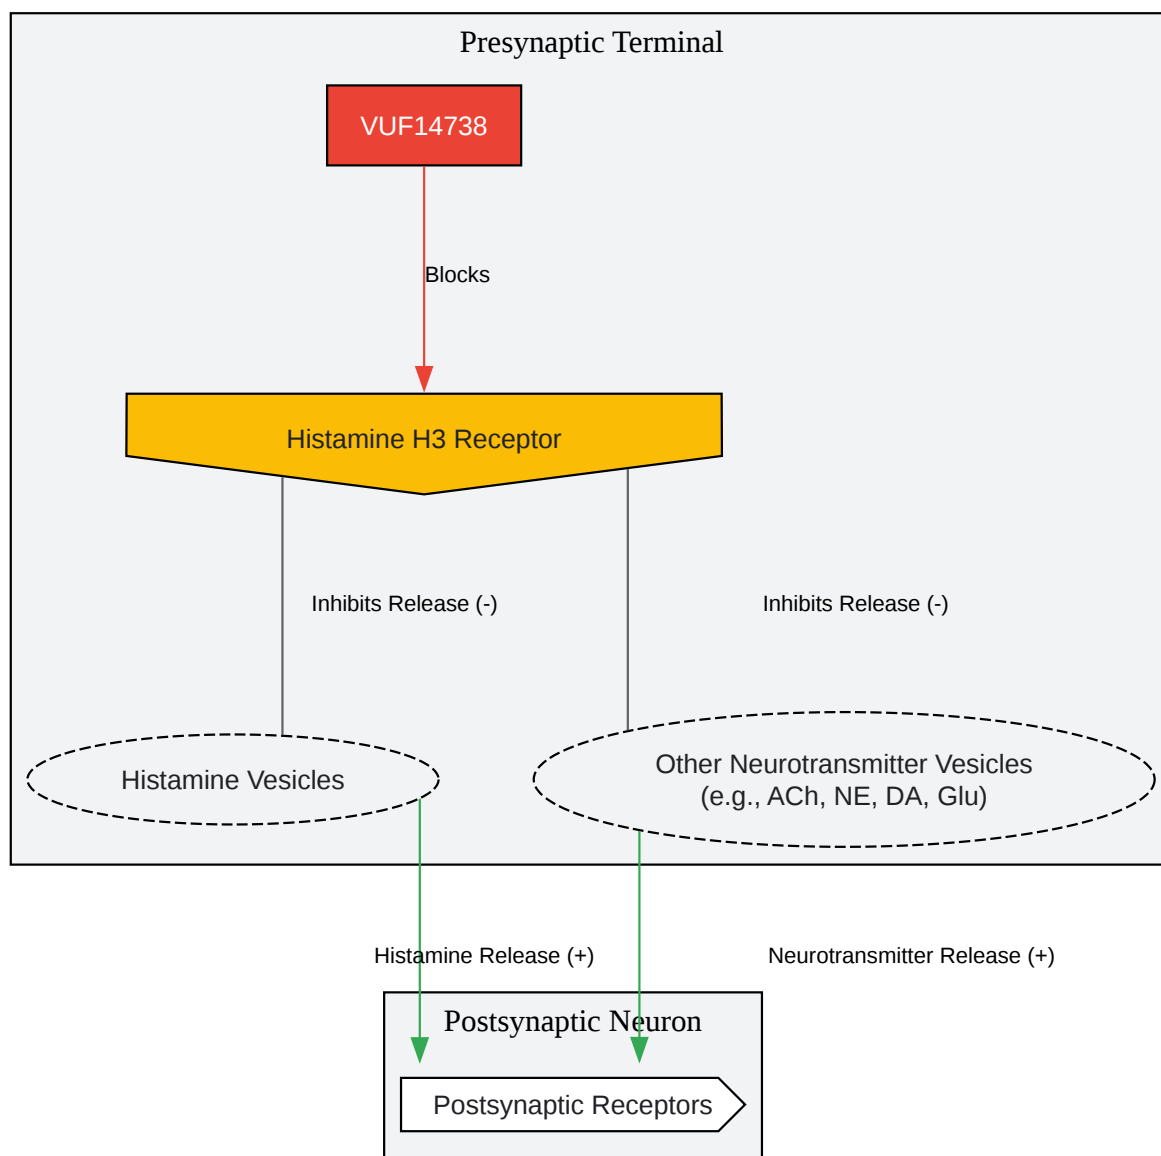 Presynaptic Terminal
VUF14738
Blocks
Histamine H3 Receptor
Inhibits Release (-)
Inhibits Release (-)
Histamine Vesicles
Other Neurotransmitter Vesicles
(e.g., ACh, NE, DA, Glu)
Histamine Release (+)
Neurotransmitter Release (+)
Postsynaptic Neuron
Postsynaptic Receptors